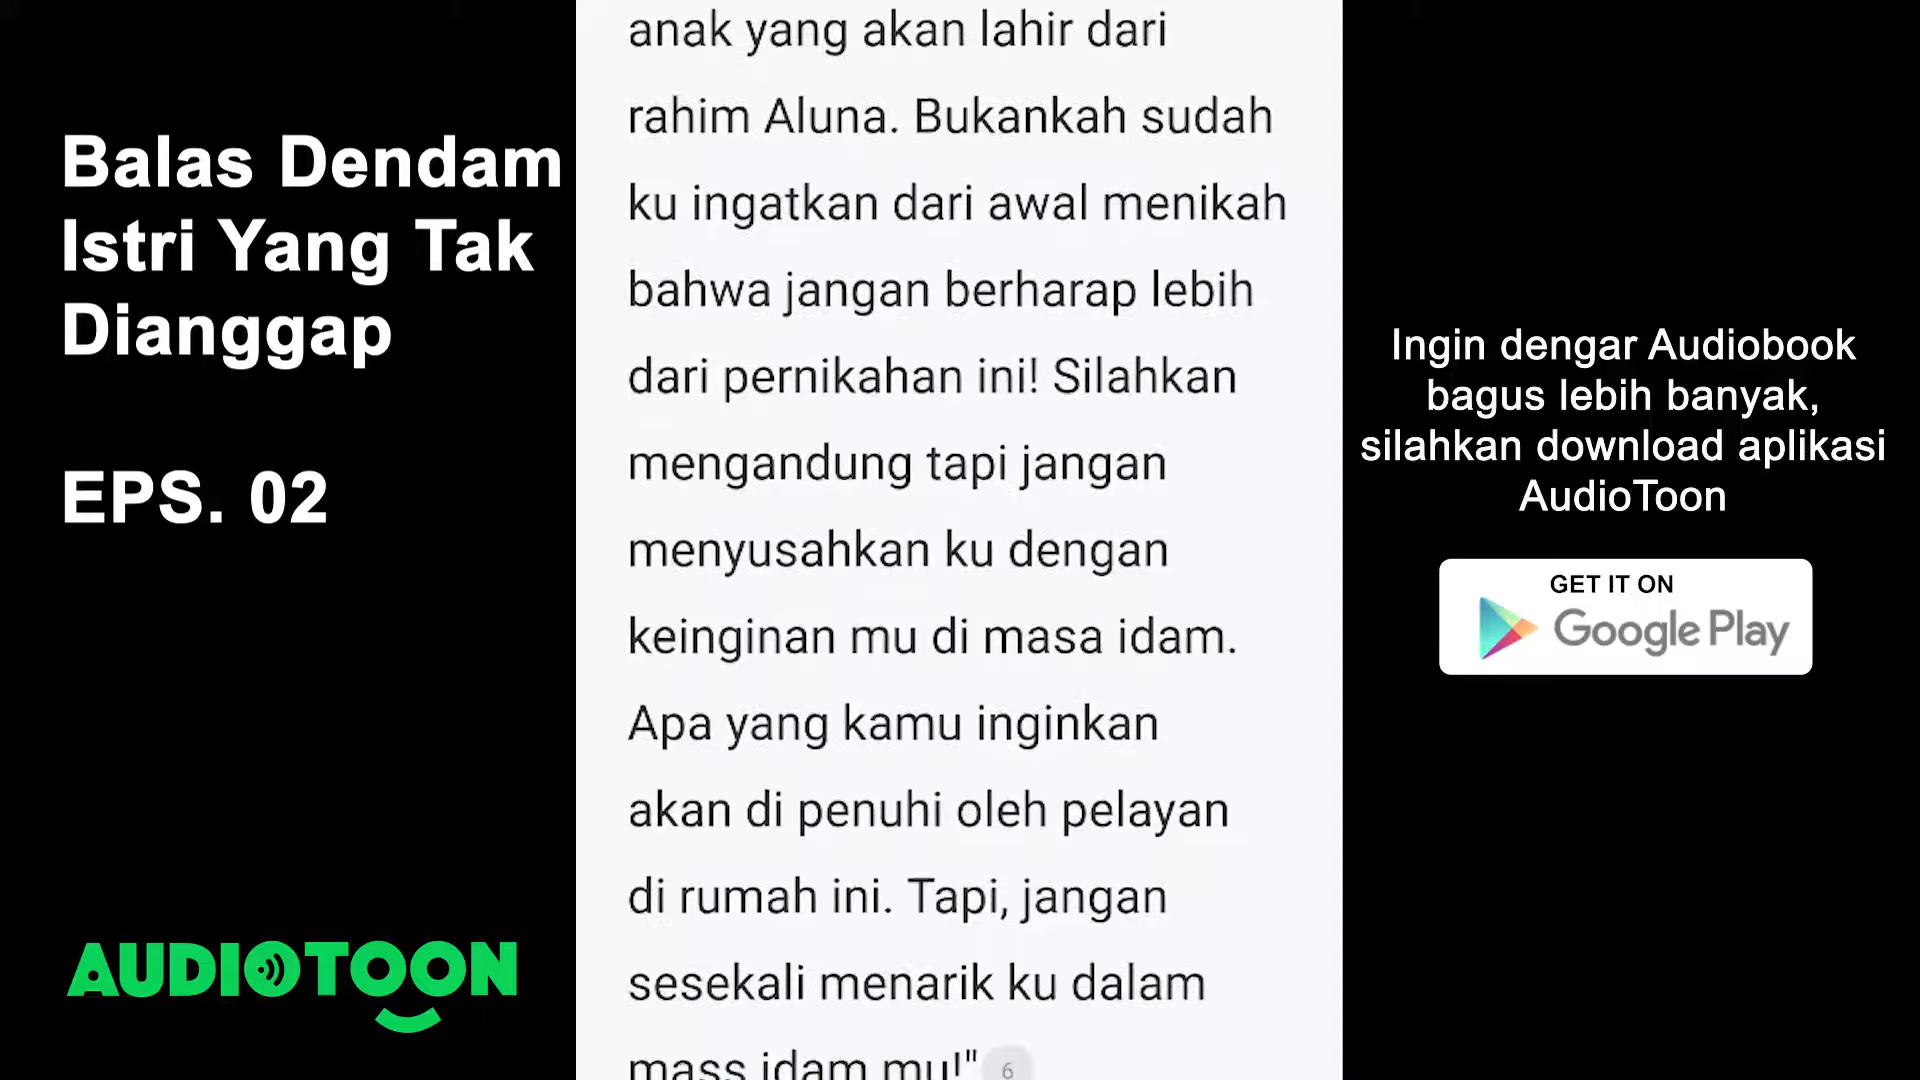 Balas Dendam
Istri Yang Tak
Dianggap
EPS. 02
AUDIOTOON
anak yang akan lahir dari
rahim Aluna. Bukankah sudah
ku ingatkan dari awal menikah
bahwa jangan berharap lebih
dari pernikahan ini! Silahkan
mengandung tapi jangan
menyusahkan ku dengan
keinginan mu di masa idam.
Apa yang kamu inginkan
akan di penuhi oleh pelayan
di rumah ini. Tapi, jangan
sesekali menarik ku dalam
mass idam mu!" 6
Ingin dengar Audiobook
bagus lebih banyak,
silahkan download aplikasi
AudioToon
GET IT ON
Google Play